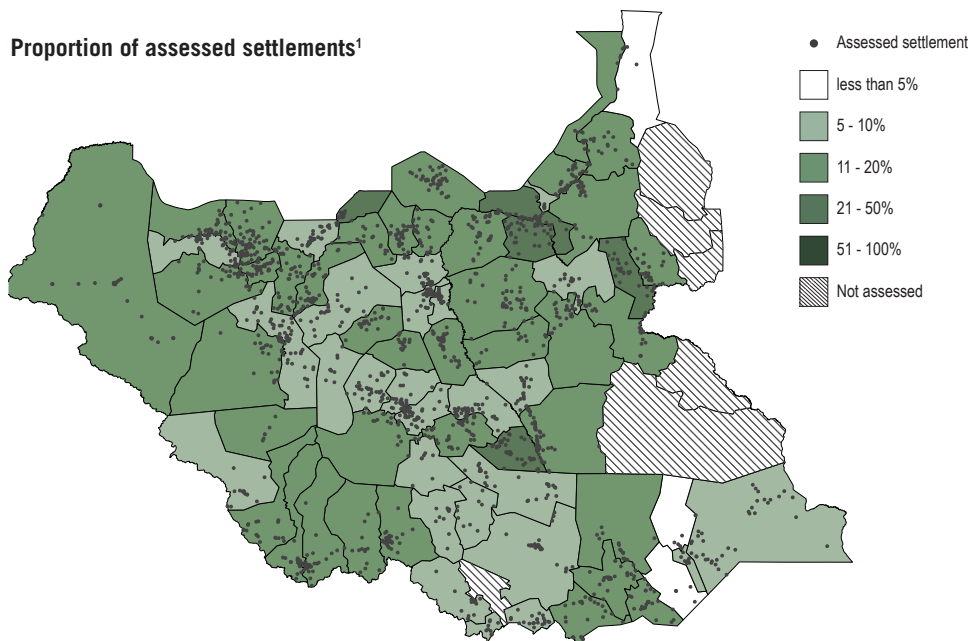 Proportion of assessed settlements¹
Assessed settlement
less than 5%
5 - 10%
11 - 20%
21 - 50%
51 - 100%
Not assessed